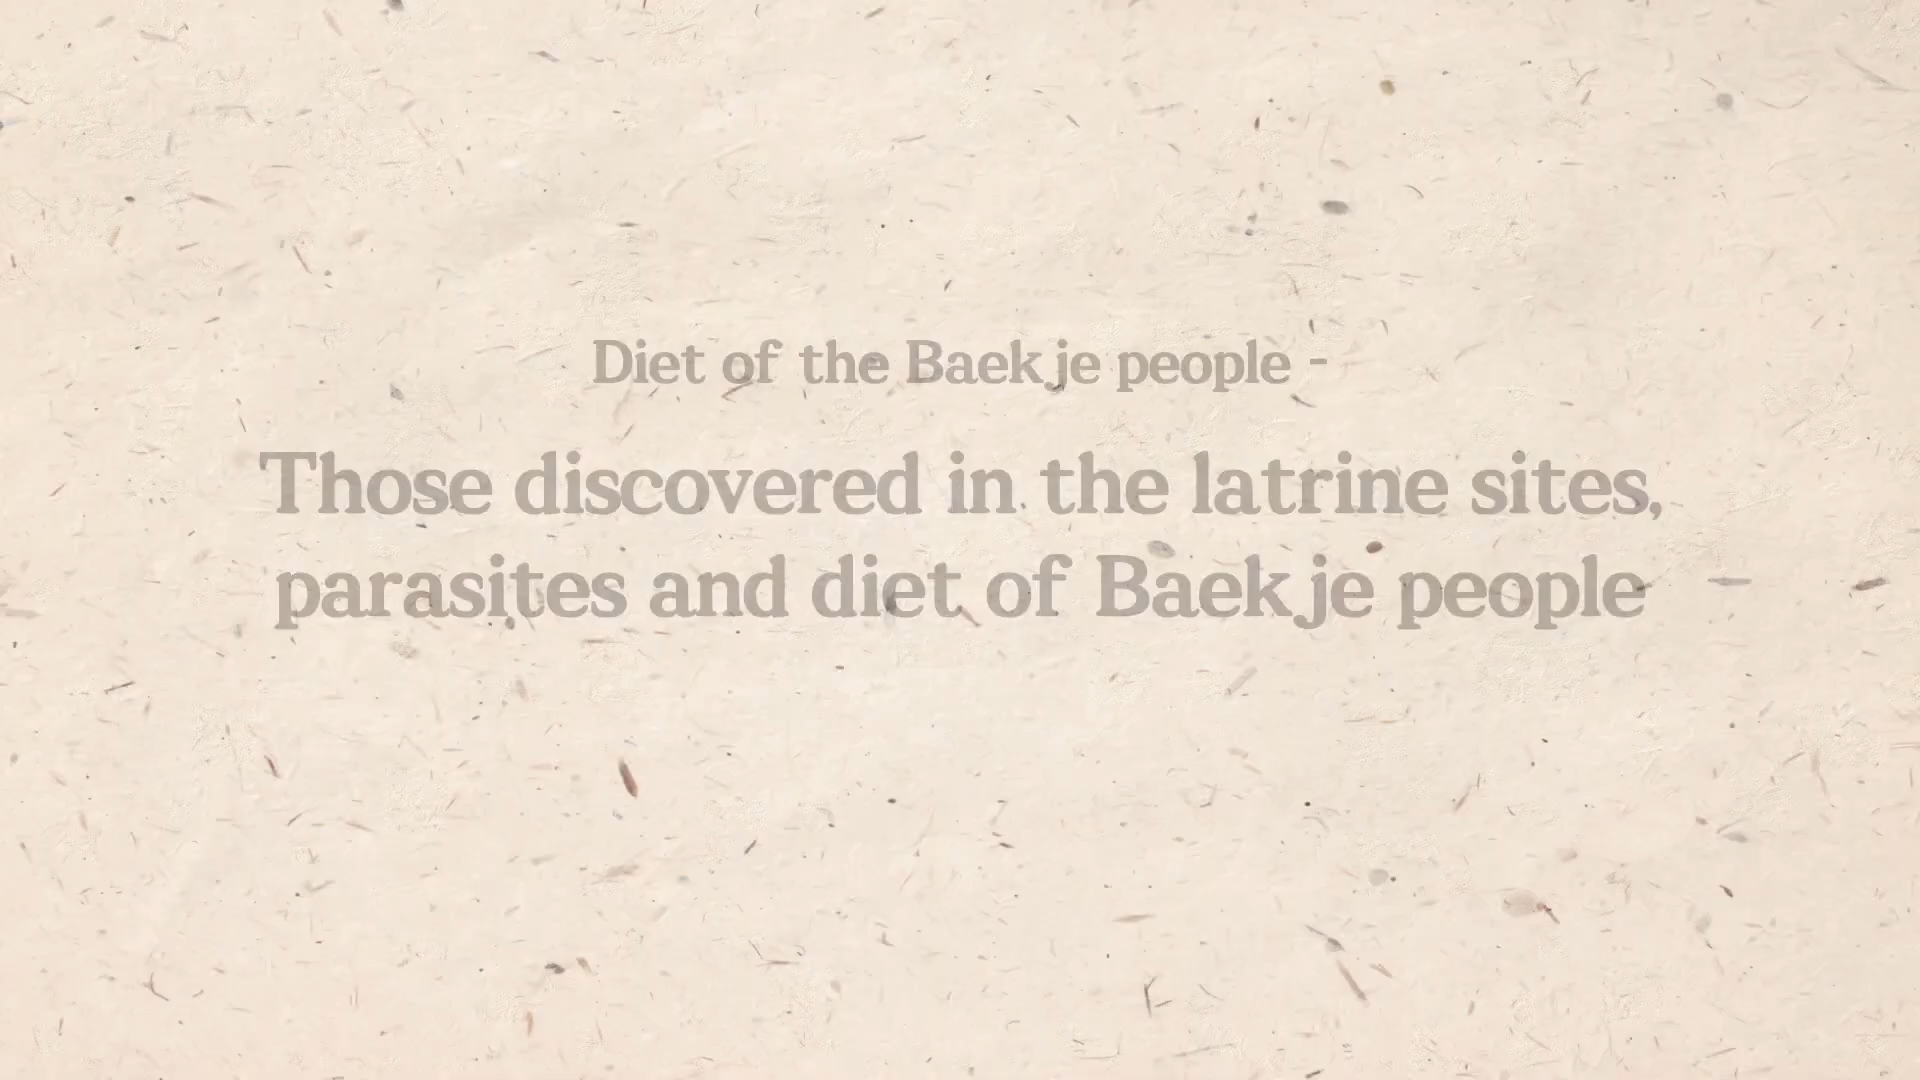 Diet of the Baekje people -
Those discovered in the latrine sites,
parasites and diet of Baekje people